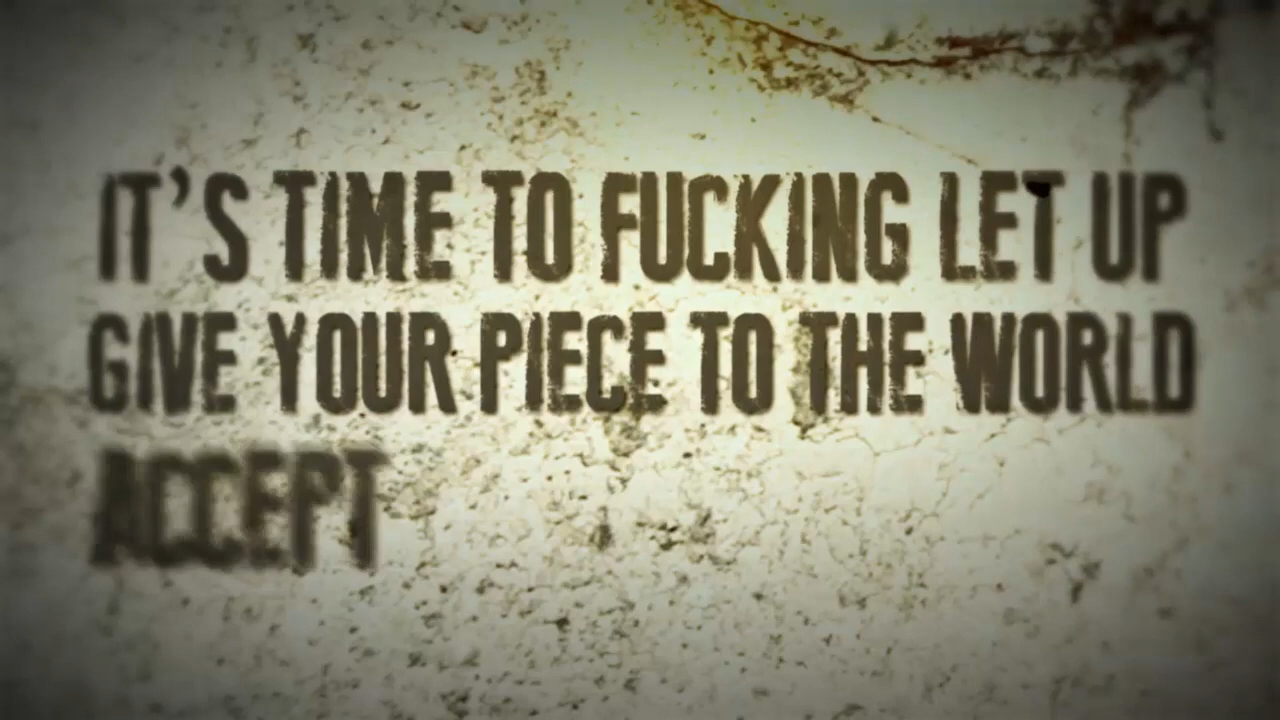 IT'S TIME TO FUCKING LET UP
GIVE YOUR PIECE TO THE WORLD
ACCEPT